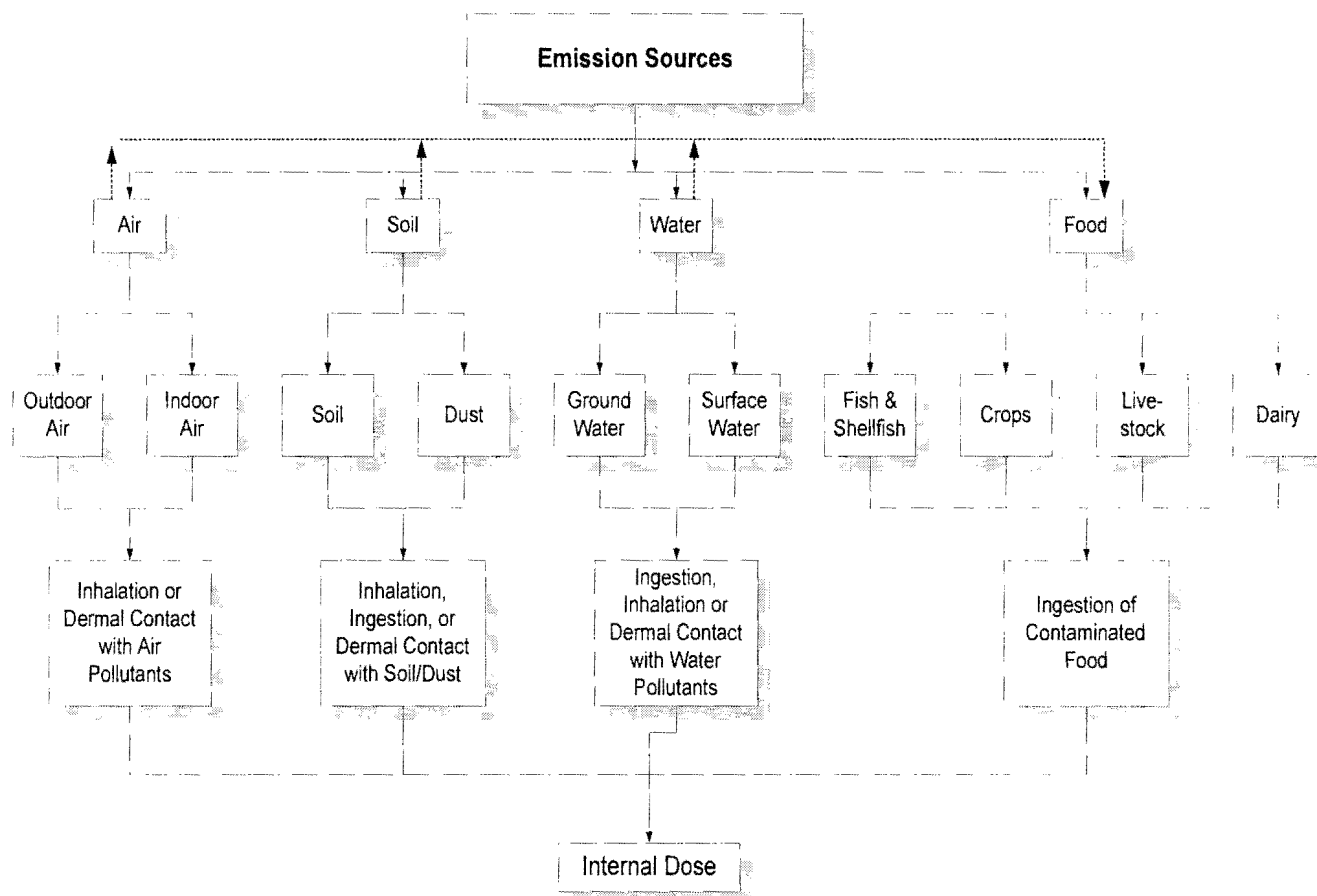 Emission Sources
Air
Soil
Water
Food
Outdoor
Air
Indoor
Air
Soil
Dust
Ground
Water
Surface
Water
Fish &
Shellfish
Crops
Live-
stock
Dairy
Inhalation or
Dermal Contact
with Air
Pollutants
Inhalation,
Ingestion, or
Dermal Contact
with Soil/Dust
Ingestion,
Inhalation or
Dermal Contact
with Water
Pollutants
Ingestion of
Contaminated
Food
Internal Dose